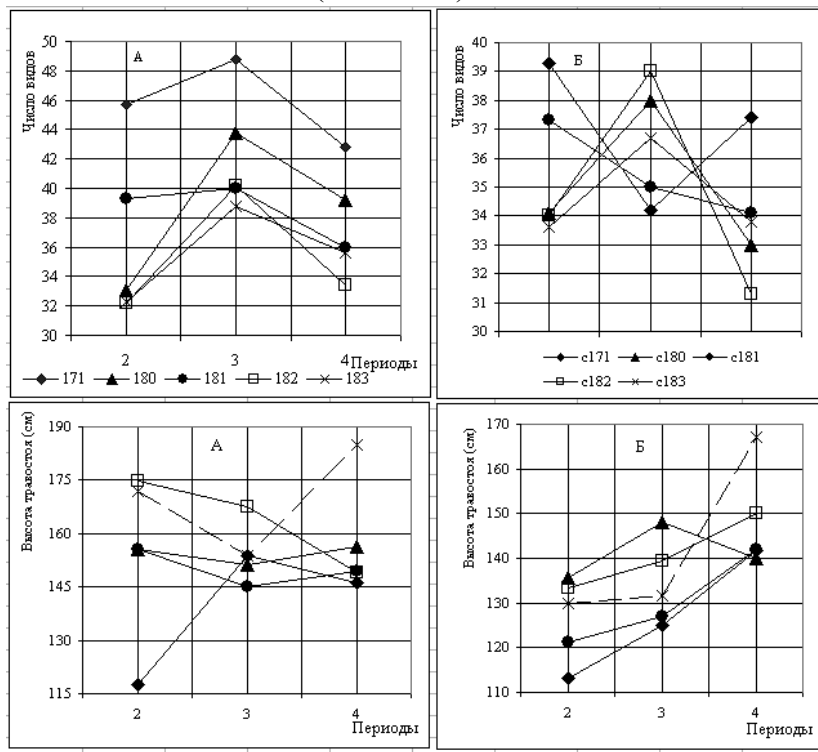 А
Число видов
50
48
46
44
42
40
38
36
34
32
30
2 3 4
Периоды
171 180 181 182 183
Б
Число видов
40
39
38
37
36
35
34
33
32
31
30
с171 с180 с181
с182 с183
А
Высота травостоя (см)
190
175
160
145
130
115
2 3 4
Периоды
Б
Высота травостоя (см)
170
160
150
140
130
120
110
2 3 4
Периоды